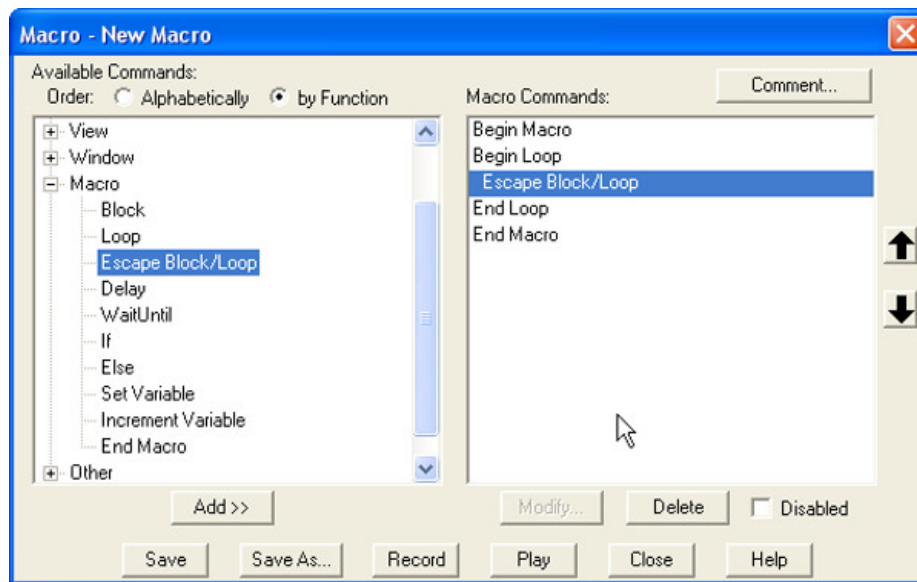 Macro - New Macro
Available Commands:
Order: Alphabetically by Function
View
Window
Macro
Block
Loop
Escape Block/Loop
Delay
WaitUntil
If
Else
Set Variable
Increment Variable
End Macro
Other
Add >>
Comment...
Macro Commands:
Begin Macro
Begin Loop
Escape Block/Loop
End Loop
End Macro
Modify...
Delete
Disabled
Save
Save As...
Record
Play
Close
Help